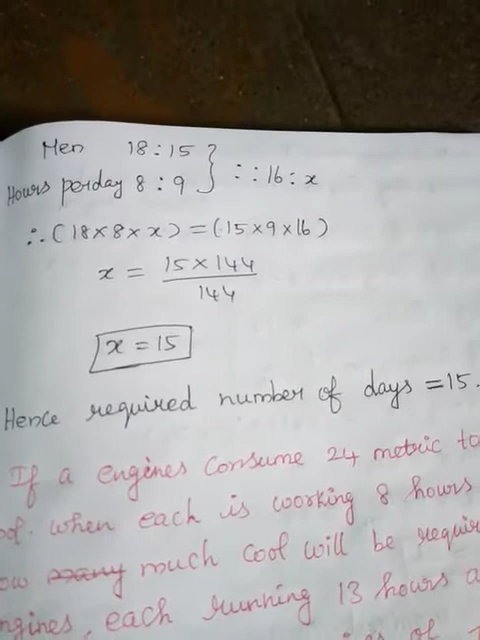 Men 18 : 15
Hours perday 8 : 9 } : : 16 : x
∴ (18 × 8 × x) = (15 × 9 × 16)
x = 15 × 144
144
x = 15
Hence required number of days = 15.
If a engines consume 24 metric to
when each is working 8 hours
much cool will be requir
each running 13 hours a
of